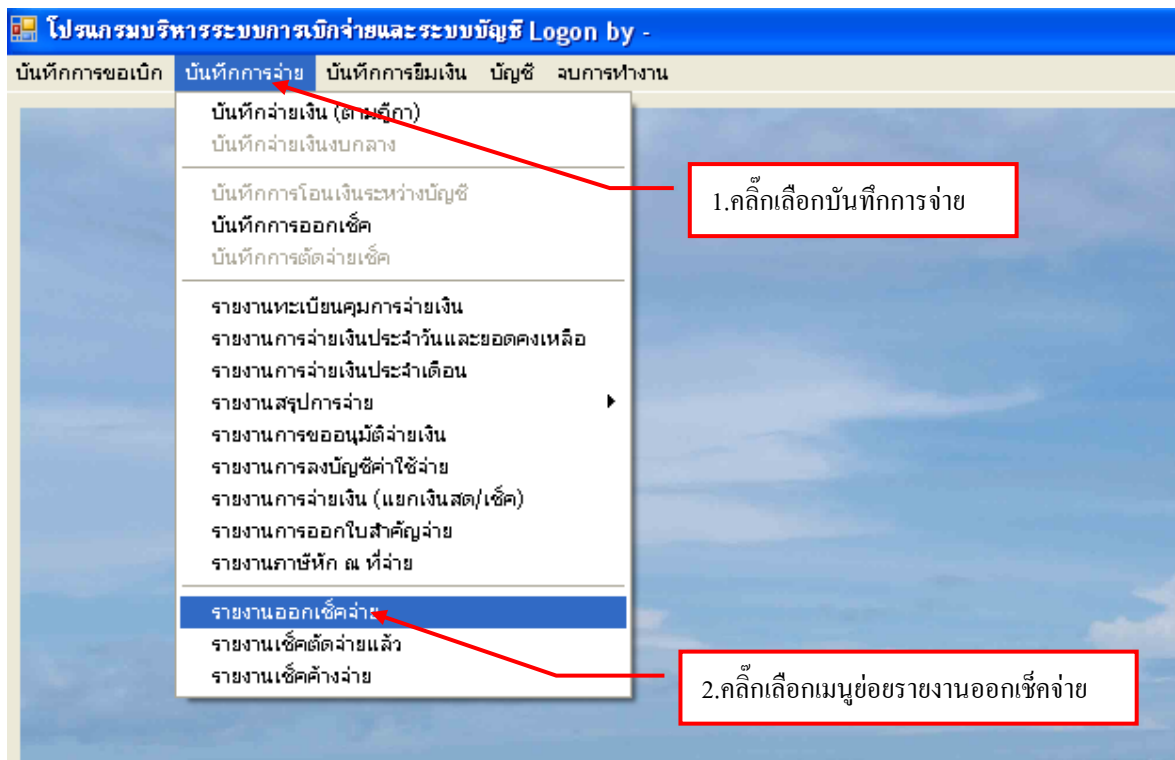 โปรแกรมบริหารระบบการเบิกจ่ายและระบบบัญชี Logon by -
บันทึกการขอเบิก บันทึกการจ่าย บันทึกการยืมเงิน บัญชี จบการทำงาน
บันทึกจ่ายเงิน (ตามฎีกา)
บันทึกจ่ายเงินงบกลาง
บันทึกการโอนเงินระหว่างบัญชี
1.คลิ๊กเลือกบันทึกการจ่าย
บันทึกการออกเช็ค
บันทึกการตัดจ่ายเช็ค
รายงานทะเบียนคุมการจ่ายเงิน
รายงานการจ่ายเงินประจำวันและยอดคงเหลือ
รายงานการจ่ายเงินประจำเดือน
รายงานสรุปการจ่าย
รายงานการขออนุมัติจ่ายเงิน
รายงานการลงบัญชีค่าใช้จ่าย
รายงานการจ่ายเงิน (แยกเงินสด/เช็ค)
รายงานการออกใบสำคัญจ่าย
รายงานภาษีหัก ณ ที่จ่าย
รายงานออกเช็คจ่าย
รายงานเช็คตัดจ่ายแล้ว
รายงานเช็คค้างจ่าย
2.คลิ๊กเลือกเมนูย่อยรายงานออกเช็คจ่าย